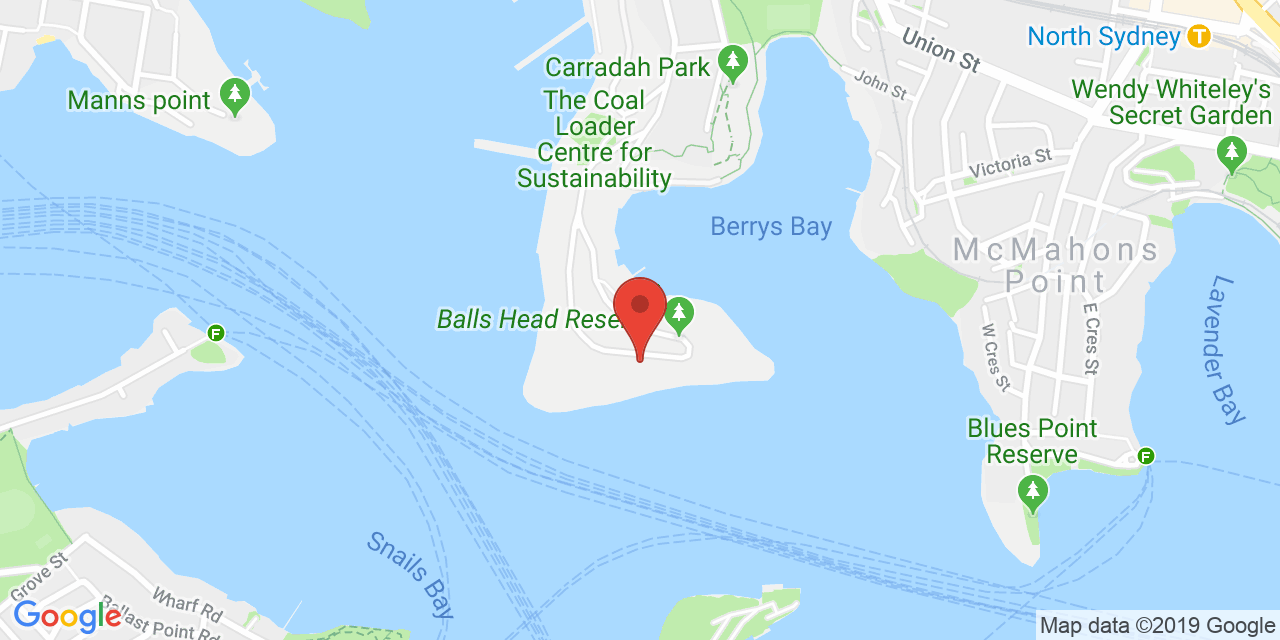 North Sydney
T
Union St
John St
Carradah Park
Manns point
The Coal
Loader
Centre for
Sustainability
Wendy Whiteley's
Secret Garden
Victoria St
Berrys Bay
McMahons
Point
Balls Head Rese
F
Lavender Bay
E Cres St
W Cres St
Blues Point
Reserve
F
Snails Bay
Grove St
Wharf Rd
Ballast Point Rd
Google
Map data ©2019 Google